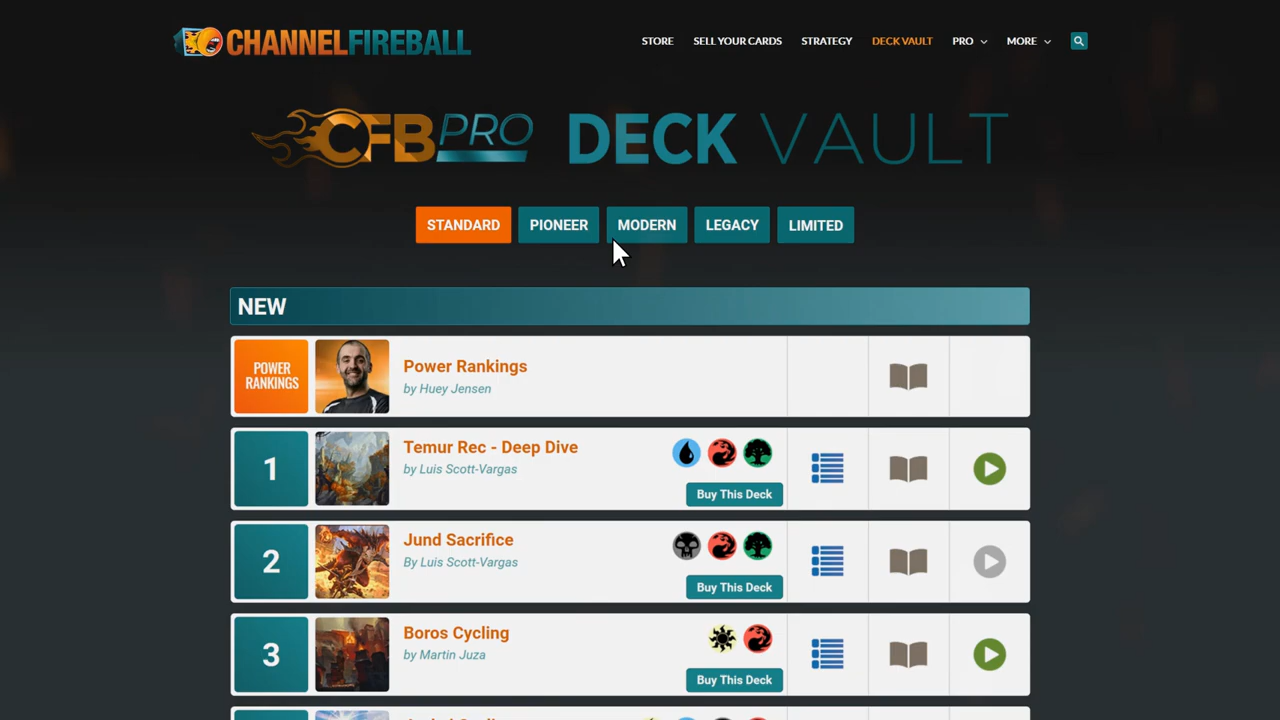 CHANNELFIREBALL
STORE SELL YOUR CARDS STRATEGY DECK VAULT PRO MORE
CFB PRO DECK VAULT
STANDARD PIONEER MODERN LEGACY LIMITED
NEW
POWER
RANKINGS
Power Rankings
by Huey Jensen
1
Temur Rec - Deep Dive
by Luis Scott-Vargas
Buy This Deck
2
Jund Sacrifice
By Luis Scott-Vargas
Buy This Deck
3
Boros Cycling
by Martin Juza
Buy This Deck